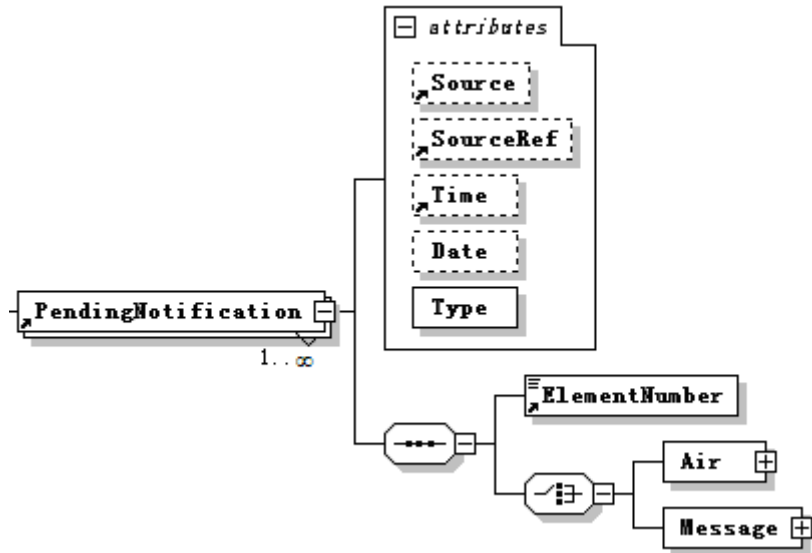 attributes
Source
SourceRef
Time
Date
PendingNotification
Type
1..∞
ElementNumber
Air
Message